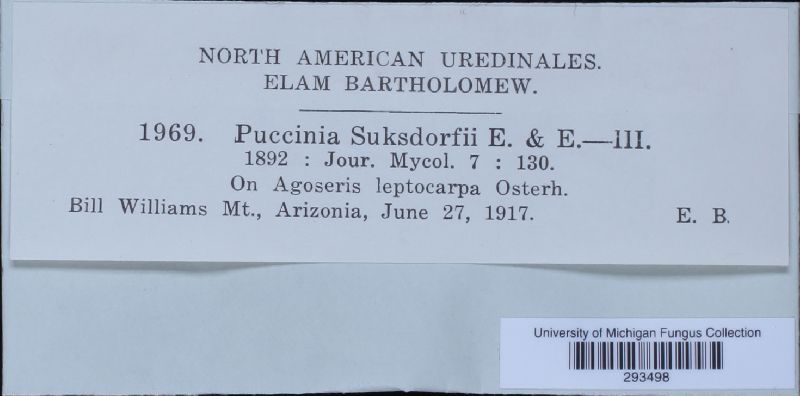 NORTH AMERICAN UREDINALES.
ELAM BARTHOLOMEW.
1969. Puccinia Suksdorfii E. & E.—III.
1892 : Jour. Mycol. 7 : 130.
On Agoseris leptocarpa Osterh.
Bill Williams Mt., Arizonia, June 27, 1917. E. B.
University of Michigan Fungus Collection
293498